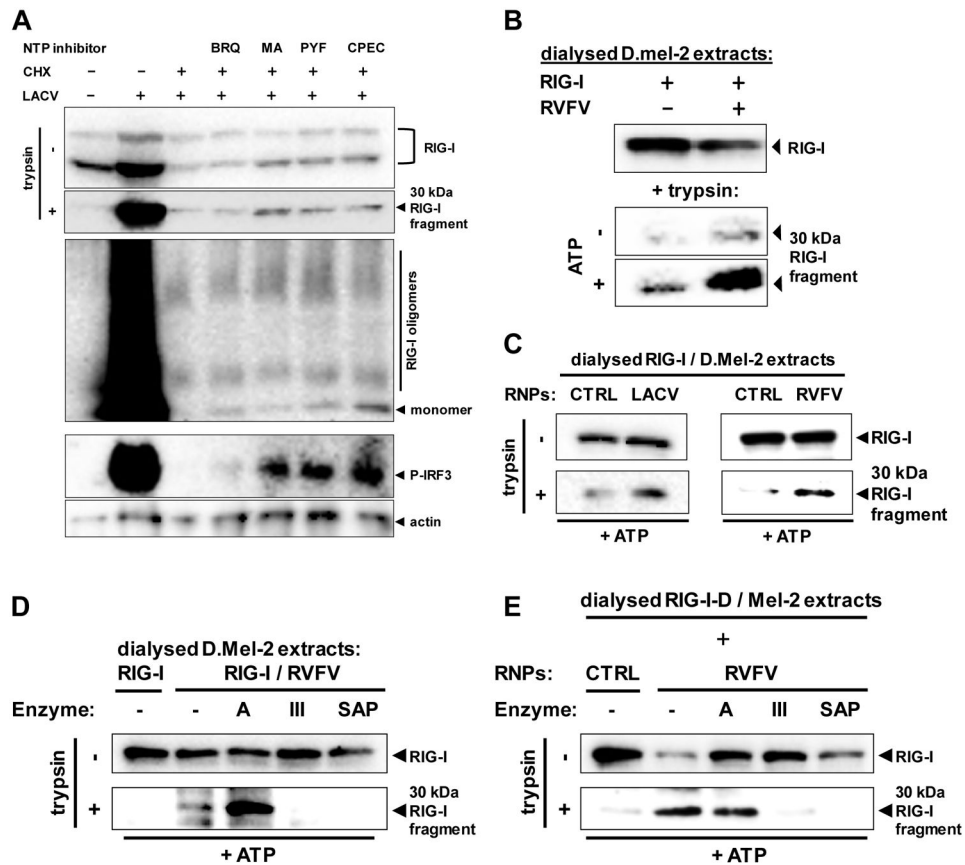 A
NTP inhibitor BRQ MA PYF CPEC
CHX - - + + + + +
LACV - + + + + + +
trypsin
-
RIG-I
+
30 kDa
RIG-I
fragment
RIG-I oligomers
monomer
P-IRF3
actin
B
dialysed D.mel-2 extracts:
RIG-I + +
RVFV - +
RIG-I
+ trypsin:
ATP
-
+
30 kDa
RIG-I
fragment
C
dialysed RIG-I / D.Mel-2 extracts
RNPs: CTRL LACV CTRL RVFV
trypsin
-
RIG-I
+
30 kDa
RIG-I
fragment
+ ATP + ATP
D
dialysed D.Mel-2 extracts:
RIG-I RIG-I / RVFV
Enzyme: - - A III SAP
trypsin
-
RIG-I
+
30 kDa
RIG-I
fragment
+ ATP
E
dialysed RIG-I-D / Mel-2 extracts
+
RNPs: CTRL RVFV
Enzyme: - - A III SAP
trypsin
-
RIG-I
+
30 kDa
RIG-I
fragment
+ ATP